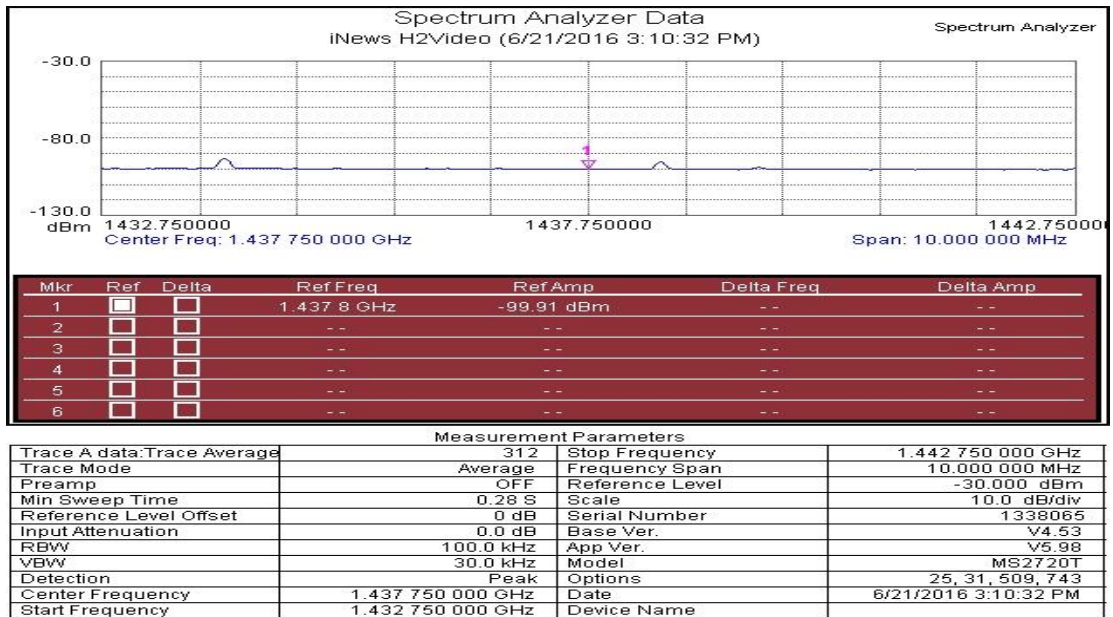 Spectrum Analyzer Data
Spectrum Analyzer
iNews H2Video (6/21/2016 3:10:32 PM)
-30.0
-80.0
1
-130.0
dBm 1432.750000 1437.750000 1442.750000
Center Freq: 1.437 750 000 GHz Span: 10.000 000 MHz
Mkr Ref Delta Ref Freq Ref Amp Delta Freq Delta Amp
1 1.437 8 GHz -99.91 dBm -- --
2 -- -- -- --
3 -- -- -- --
4 -- -- -- --
5 -- -- -- --
6 -- -- -- --
Measurement Parameters
Trace A data:Trace Average 312 Stop Frequency 1.442 750 000 GHz
Trace Mode Average Frequency Span 10.000 000 MHz
Preamp OFF Reference Level -30.000 dBm
Min Sweep Time 0.28 S Scale 10.0 dB/div
Reference Level Offset 0 dB Serial Number 1338065
Input Attenuation 0.0 dB Base Ver. V4.53
RBW 100.0 kHz App Ver. V5.98
VBW 30.0 kHz Model MS2720T
Detection Peak Options 25, 31, 509, 743
Center Frequency 1.437 750 000 GHz Date 6/21/2016 3:10:32 PM
Start Frequency 1.432 750 000 GHz Device Name